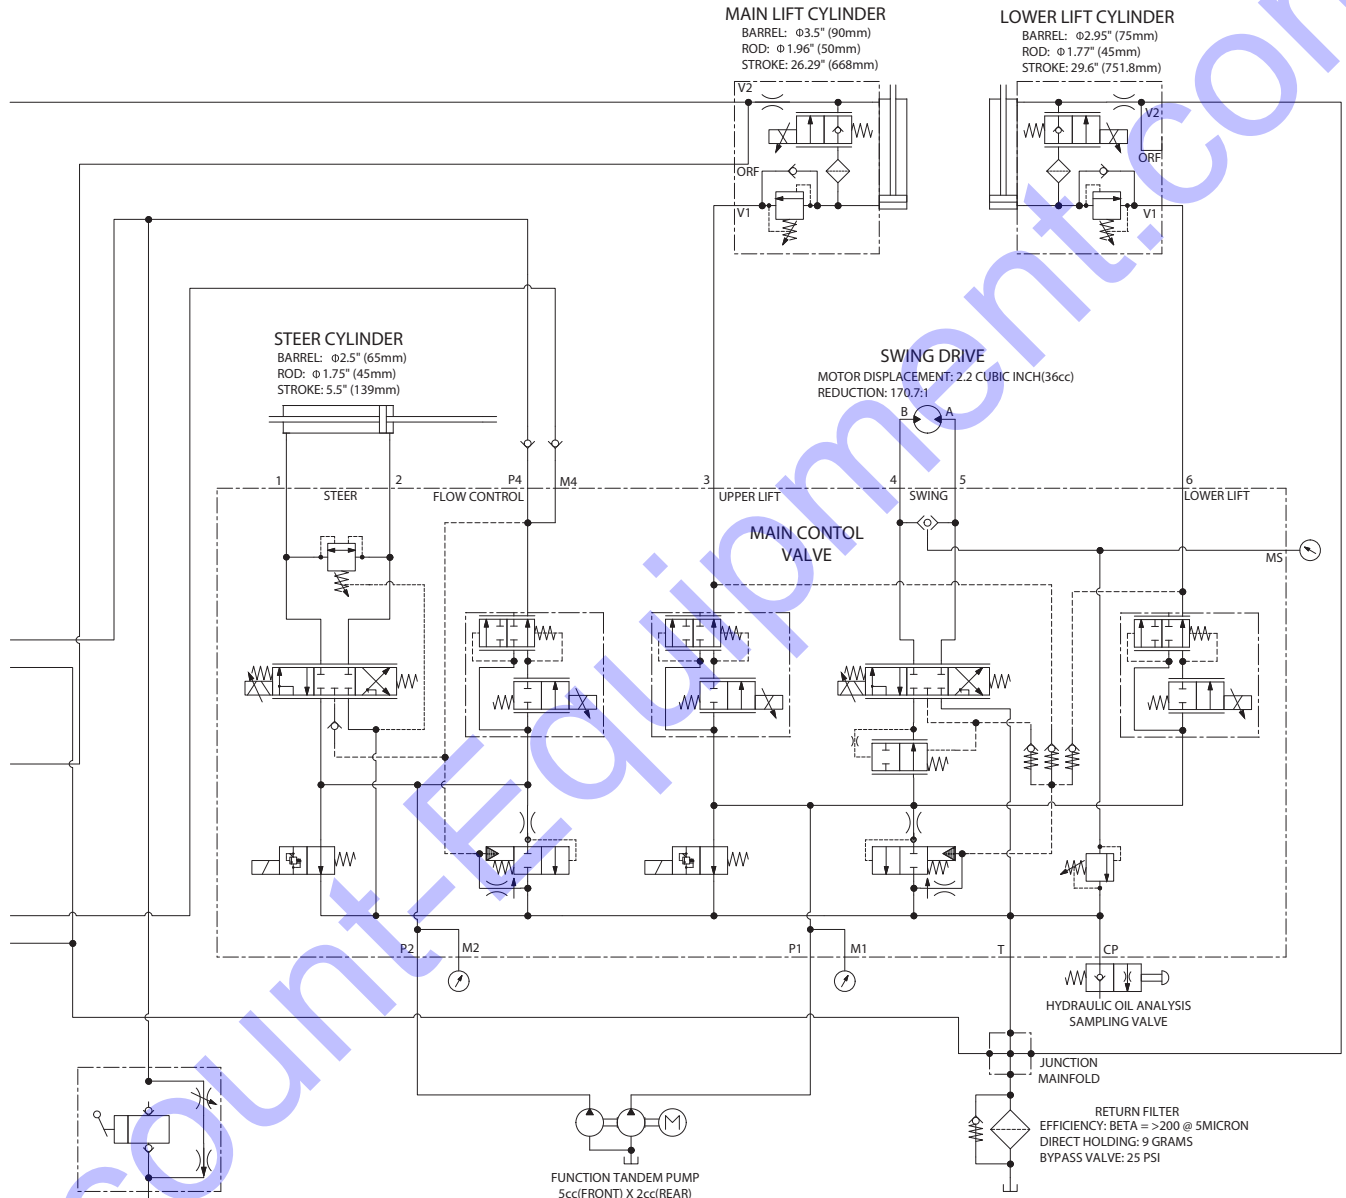 MAIN LIFT CYLINDER
BARREL: Φ3.5" (90mm)
ROD: Φ1.96" (50mm)
STROKE: 26.29" (668mm)
LOWER LIFT CYLINDER
BARREL: Φ2.95" (75mm)
ROD: Φ1.77" (45mm)
STROKE: 29.6" (751.8mm)
V2
V2
ORF
ORF
V1
V1
STEER CYLINDER
BARREL: Φ2.5" (65mm)
ROD: Φ1.75" (45mm)
STROKE: 5.5" (139mm)
SWING DRIVE
MOTOR DISPLACEMENT: 2.2 CUBIC INCH(36cc)
REDUCTION: 170.7:1
B A
1 2 P4 M4 3 4 5 6
STEER FLOW CONTROL UPPER LIFT SWING LOWER LIFT
MAIN CONTOL
VALVE
MS
P2 M2 P1 M1 T CP
HYDRAULIC OIL ANALYSIS
SAMPLING VALVE
JUNCTION
MAINFOLD
M
RETURN FILTER
EFFICIENCY: BETA = >200 @ 5MICRON
DIRECT HOLDING: 9 GRAMS
BYPASS VALVE: 25 PSI
FUNCTION TANDEM PUMP
5cc(FRONT) X 2cc(REAR)
count-Equipment.com